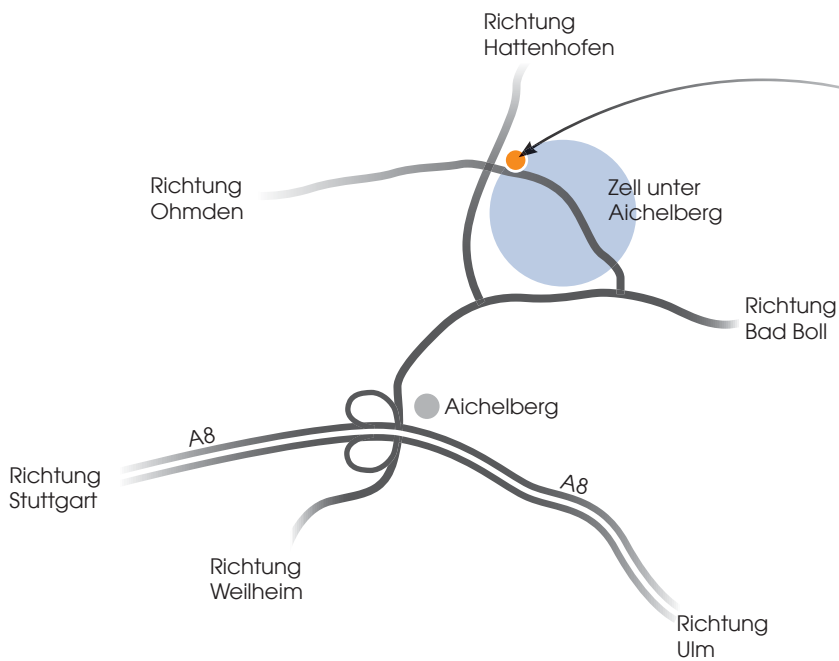 Richtung
Hattenhofen
Richtung
Ohmden
Zell unter
Aichelberg
Richtung
Bad Boll
Aichelberg
A8
Richtung
Stuttgart
A8
Richtung
Weilheim
Richtung
Ulm